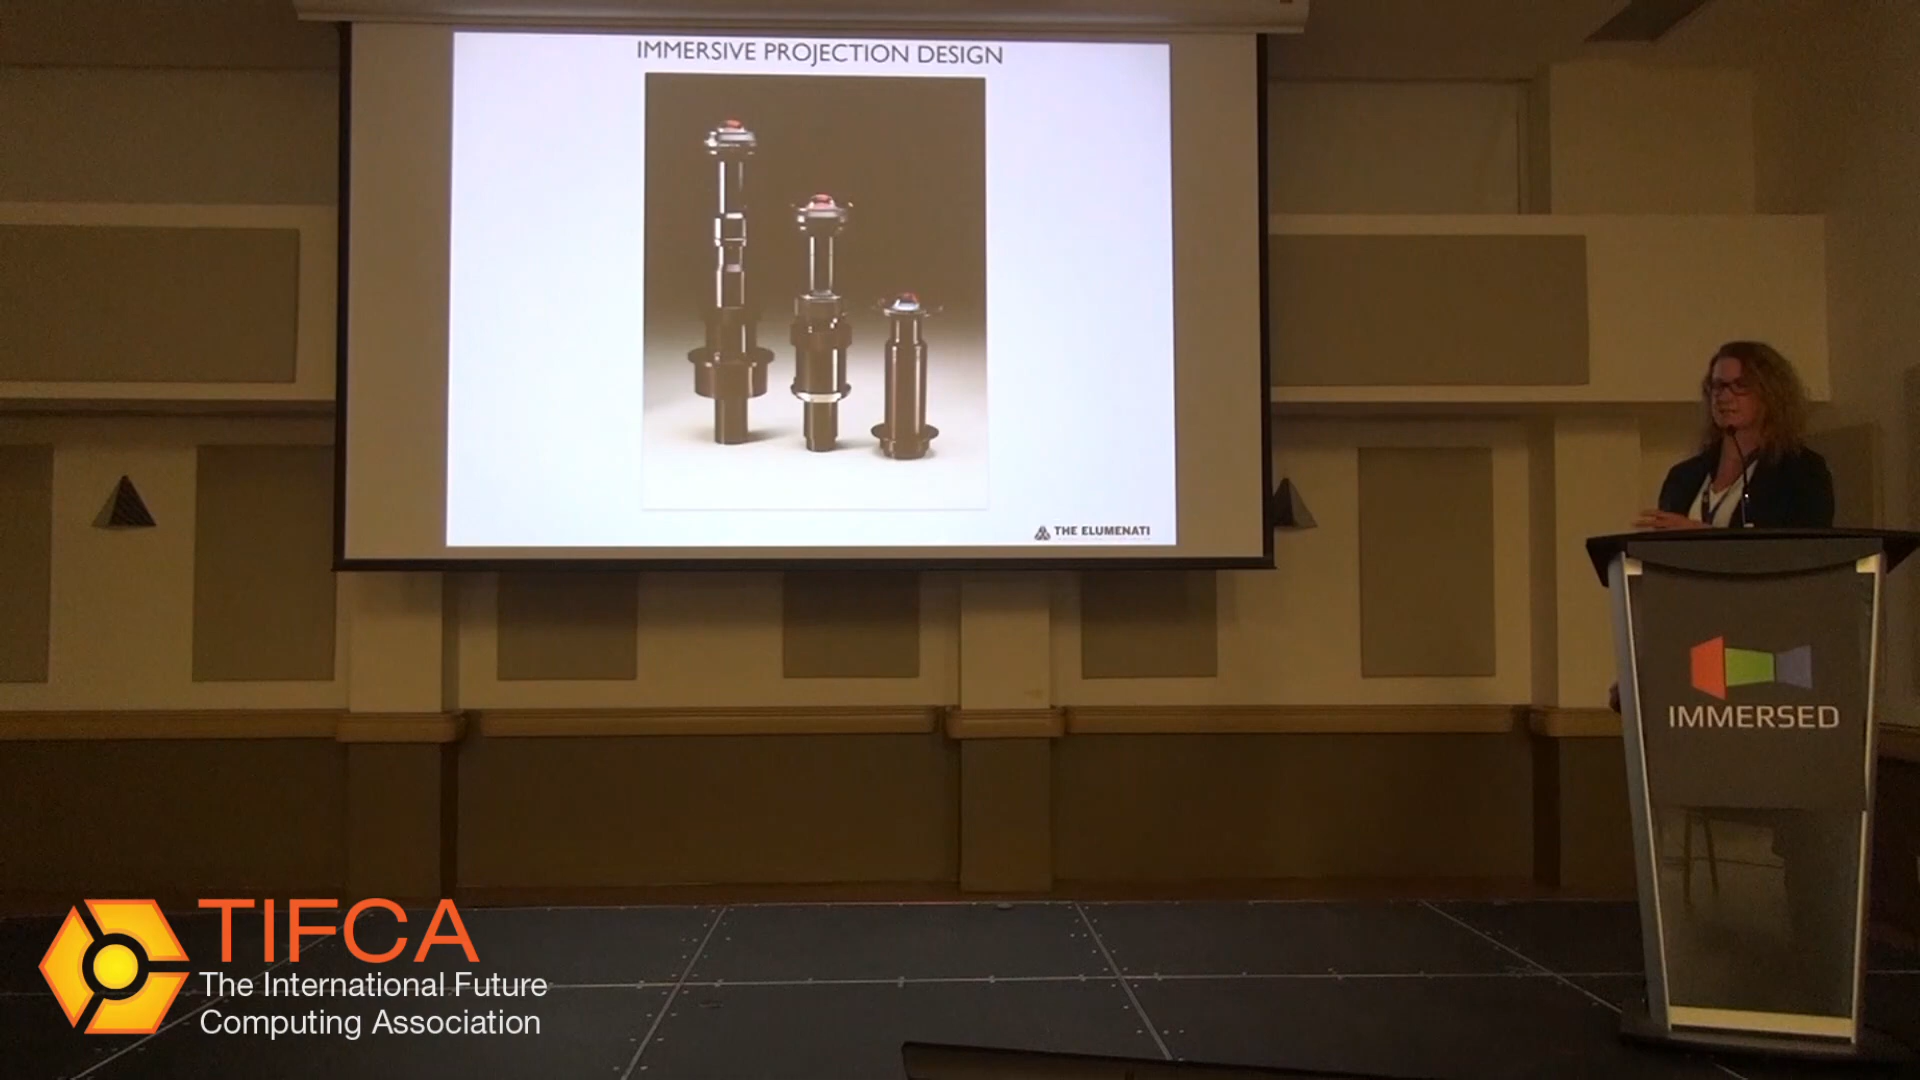 IMMERSIVE PROJECTION DESIGN
THE ELUMENATI
IMMERSED
TIFCA
The International Future
Computing Association